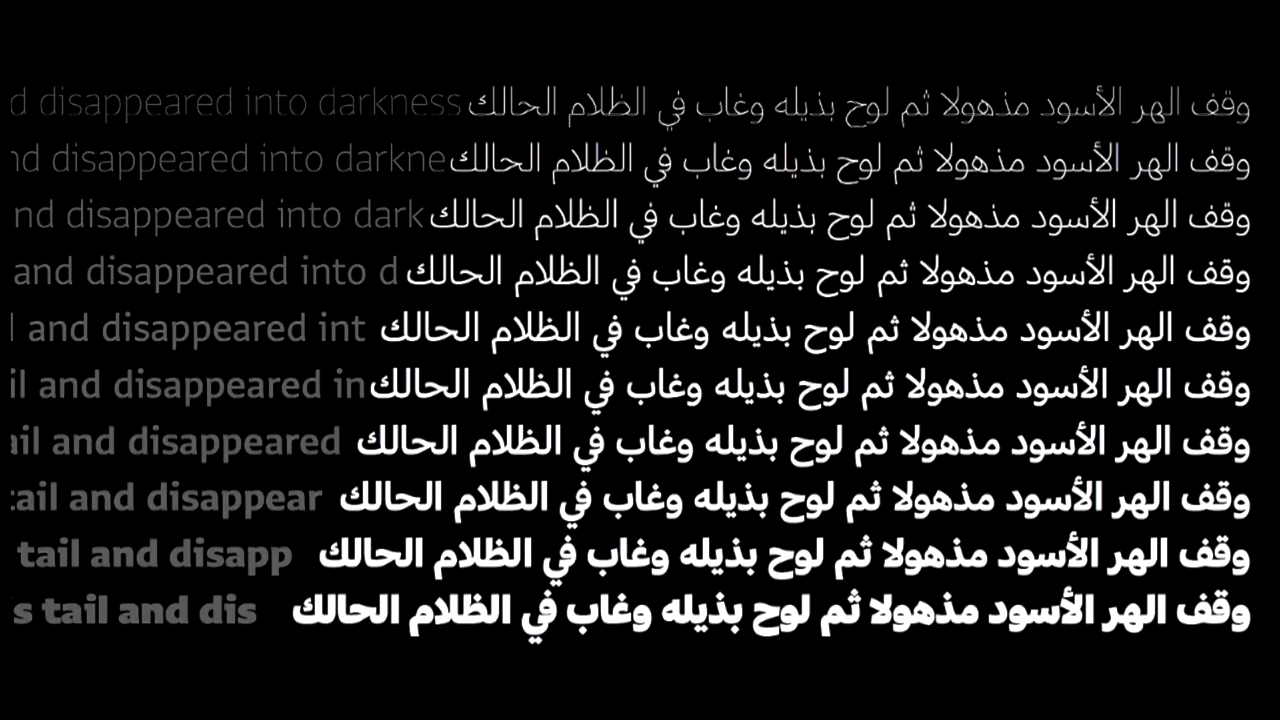 d disappeared into darkness وقف الهر الأسود مذهولا ثم لوح بذيله وغاب في الظلام الحالك
nd disappeared into darkne وقف الهر الأسود مذهولا ثم لوح بذيله وغاب في الظلام الحالك
nd disappeared into dark وقف الهر الأسود مذهولا ثم لوح بذيله وغاب في الظلام الحالك
and disappeared into d وقف الهر الأسود مذهولا ثم لوح بذيله وغاب في الظلام الحالك
l and disappeared int وقف الهر الأسود مذهولا ثم لوح بذيله وغاب في الظلام الحالك
il and disappeared in وقف الهر الأسود مذهولا ثم لوح بذيله وغاب في الظلام الحالك
ail and disappeared وقف الهر الأسود مذهولا ثم لوح بذيله وغاب في الظلام الحالك
tail and disappear وقف الهر الأسود مذهولا ثم لوح بذيله وغاب في الظلام الحالك
tail and disapp وقف الهر الأسود مذهولا ثم لوح بذيله وغاب في الظلام الحالك
s tail and dis وقف الهر الأسود مذهولا ثم لوح بذيله وغاب في الظلام الحالك